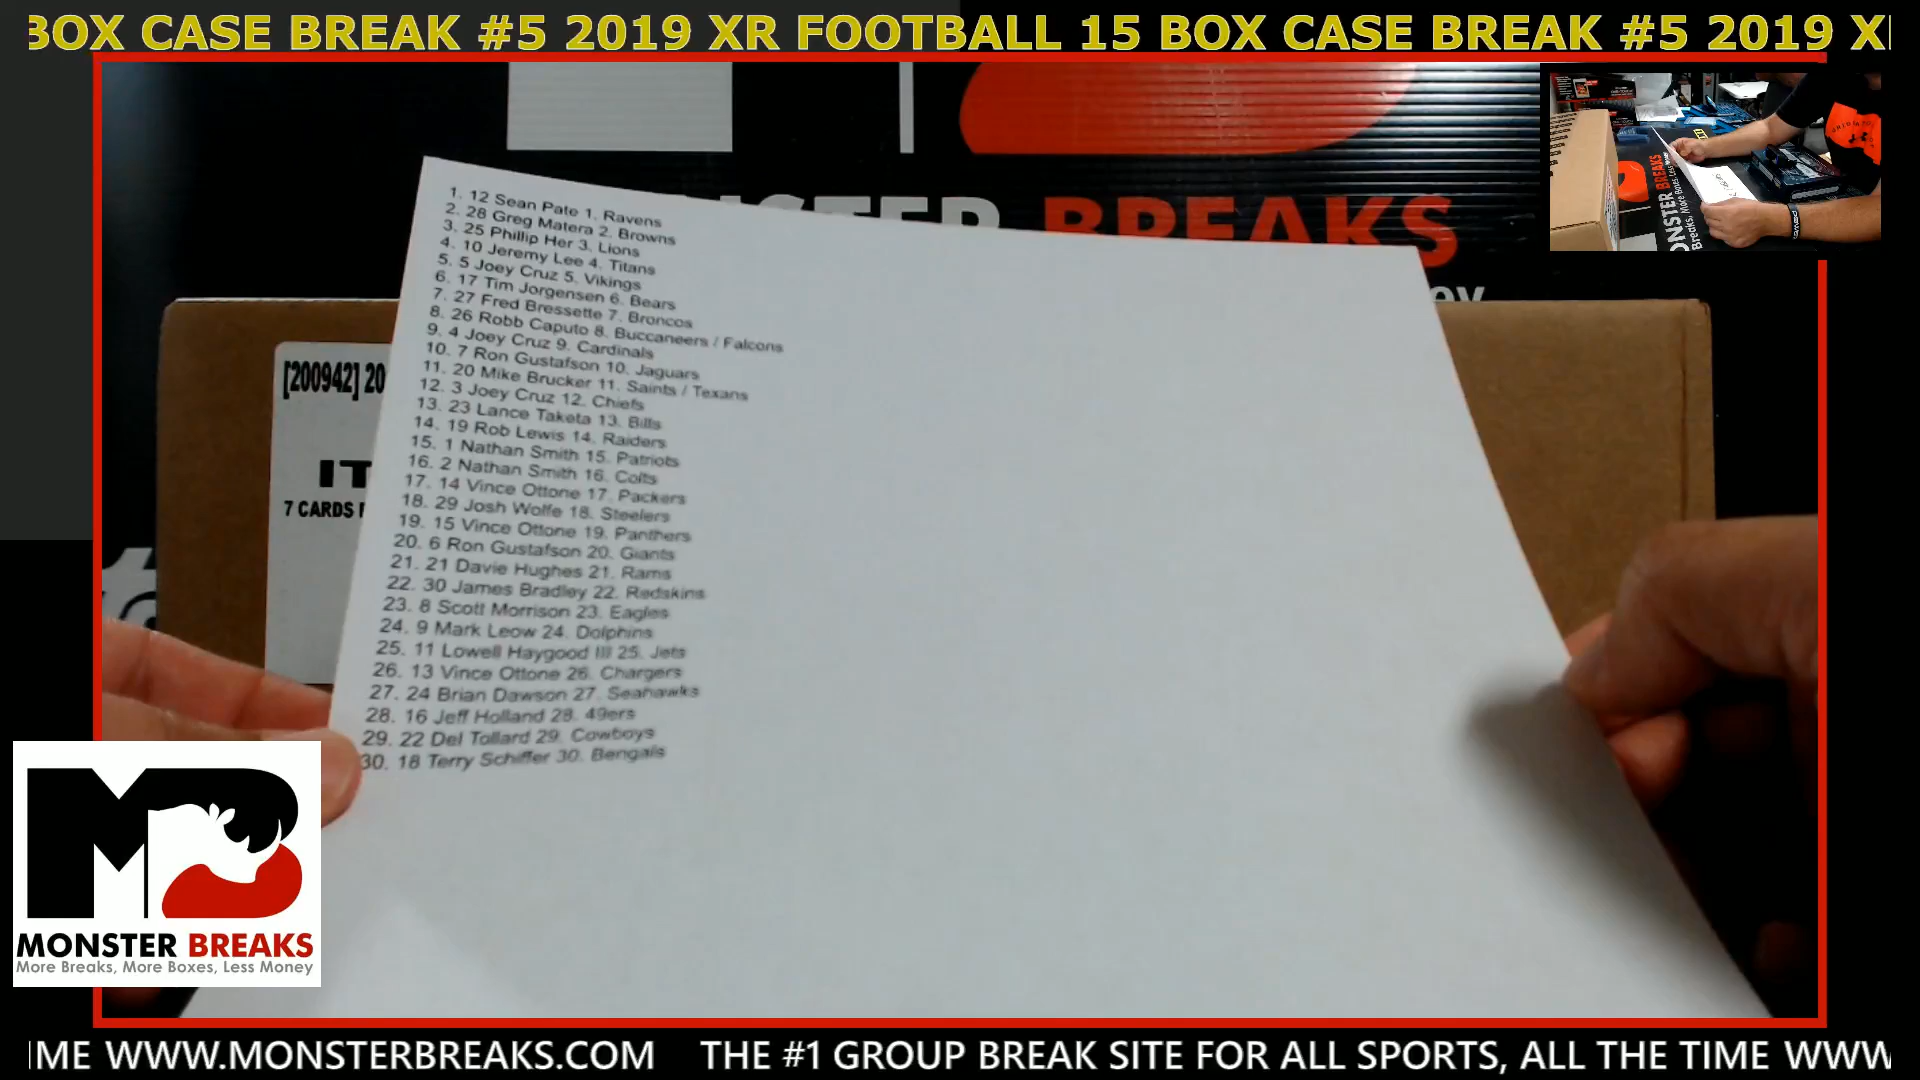 BOX CASE BREAK #5 2019 XR FOOTBALL 15 BOX CASE BREAK #5 2019 X
BREAKS
1. 12 Sean Pate 1. Ravens
2. 28 Greg Matera 2. Browns
3. 25 Phillip Her 3. Lions
4. 10 Jeremy Lee 4. Titans
5. 5 Joey Cruz 5. Vikings
6. 17 Tim Jorgensen 6. Bears
7. 27 Fred Bressette 7. Broncos
8. 26 Robb Caputo 8. Buccaneers / Falcons
9. 4 Joey Cruz 9. Cardinals
10. 7 Ron Gustafson 10. Jaguars
11. 20 Mike Brucker 11. Saints / Texans
12. 3 Joey Cruz 12. Chiefs
13. 23 Lance Taketa 13. Bills
14. 19 Rob Lewis 14. Raiders
15. 1 Nathan Smith 15. Patriots
16. 2 Nathan Smith 16. Colts
17. 14 Vince Ottone 17. Packers
18. 29 Josh Wolfe 18. Steelers
19. 15 Vince Ottone 19. Panthers
20. 6 Ron Gustafson 20. Giants
21. 21 Davie Hughes 21. Rams
22. 30 James Bradley 22. Redskins
23. 8 Scott Morrison 23. Eagles
24. 9 Mark Leow 24. Dolphins
25. 11 Lowell Haygood III 25. Jets
26. 13 Vince Ottone 26. Chargers
27. 24 Brian Dawson 27. Seahawks
28. 16 Jeff Holland 28. 49ers
29. 22 Del Tollard 29. Cowboys
30. 18 Terry Schiffer 30. Bengals
[200942] 20
IT
7 CARDS
MONSTER BREAKS
MB
MONSTER BREAKS
More Breaks, More Boxes, Less Money
IME WWW.MONSTERBREAKS.COM THE #1 GROUP BREAK SITE FOR ALL SPORTS, ALL THE TIME WWW